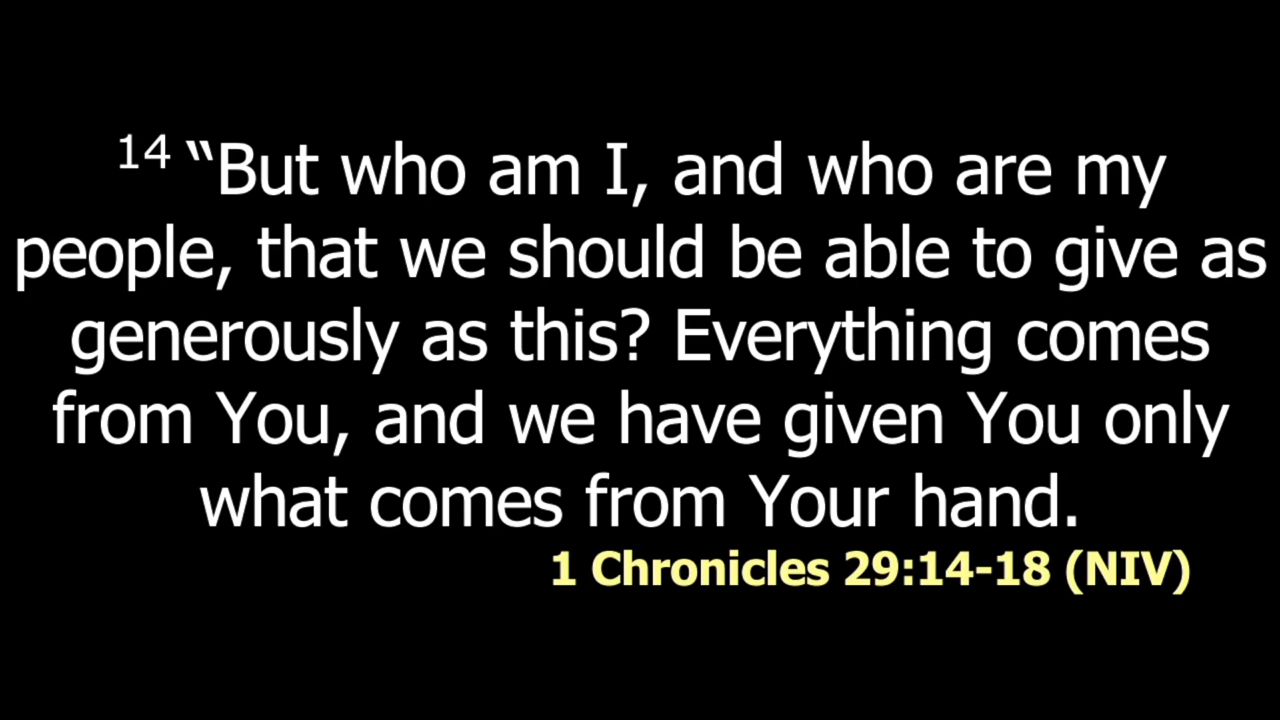 14 “But who am I, and who are my
people, that we should be able to give as
generously as this? Everything comes
from You, and we have given You only
what comes from Your hand.
1 Chronicles 29:14-18 (NIV)